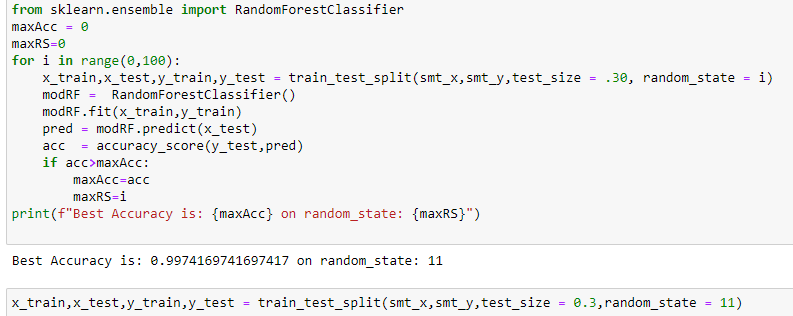 from sklearn.ensemble import RandomForestClassifier
maxAcc = 0
maxRS=0
for i in range(0,100):
    x_train,x_test,y_train,y_test = train_test_split(smt_x,smt_y,test_size = .30, random_state = i)
    modRF =  RandomForestClassifier()
    modRF.fit(x_train,y_train)
    pred = modRF.predict(x_test)
    acc  = accuracy_score(y_test,pred)
    if acc>maxAcc:
        maxAcc=acc
        maxRS=i
print(f"Best Accuracy is: {maxAcc} on random_state: {maxRS}")
Best Accuracy is: 0.9974169741697417 on random_state: 11
x_train,x_test,y_train,y_test = train_test_split(smt_x,smt_y,test_size = 0.3,random_state = 11)